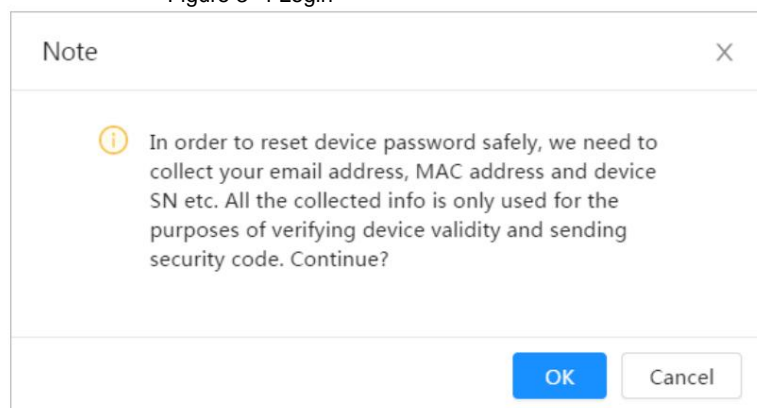 Note
In order to reset device password safely, we need to
collect your email address, MAC address and device
SN etc. All the collected info is only used for the
purposes of verifying device validity and sending
security code. Continue?
OK
Cancel